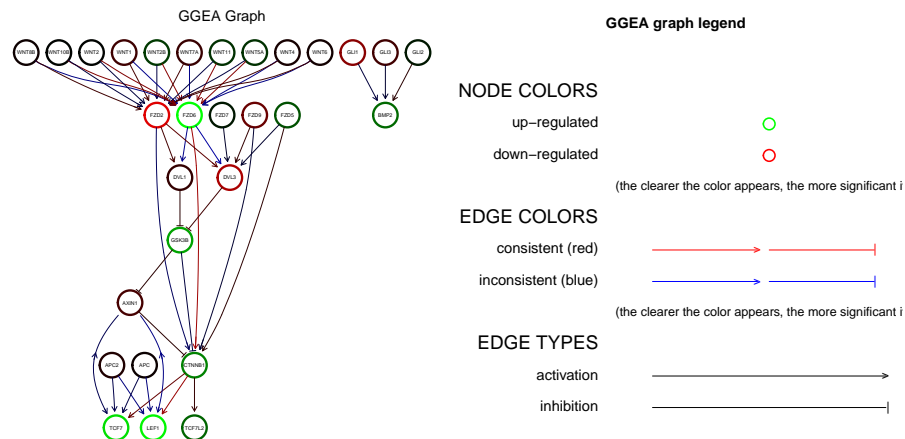 GGEA Graph
WNT8B WNT10B WNT2 WNT1 WNT2B WNT7A WNT11 WNT5A WNT4 WNT6 GLI1 GLI3 GLI2
FZD2 FZD6 FZD7 FZD9 FZD5 BMP2
DVL1 DVL3
GSK3B
AXIN1
APC2 APC CTNNB1
TCF7 LEF1 TCF7L2
GGEA graph legend
NODE COLORS
up−regulated
down−regulated
(the clearer the color appears, the more significant i
EDGE COLORS
consistent (red)
inconsistent (blue)
(the clearer the color appears, the more significant i
EDGE TYPES
activation
inhibition